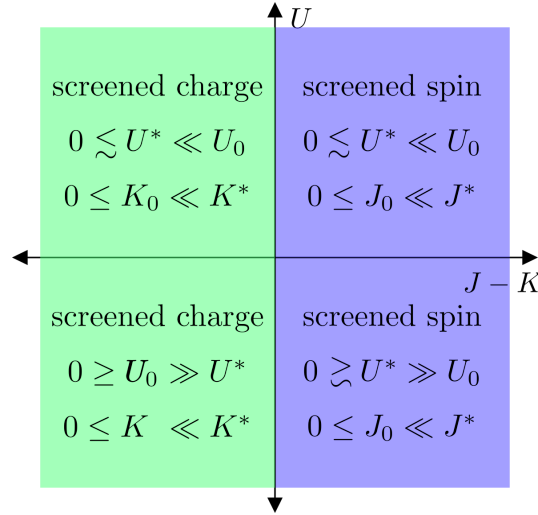 U
screened charge
0 ≲ U* ≪ U₀
0 ≤ K₀ ≪ K*
screened spin
0 ≲ U* ≪ U₀
0 ≤ J₀ ≪ J*
J − K
screened charge
0 ≥ U₀ ≫ U*
0 ≤ K ≪ K*
screened spin
0 ≳ U* ≫ U₀
0 ≤ J₀ ≪ J*